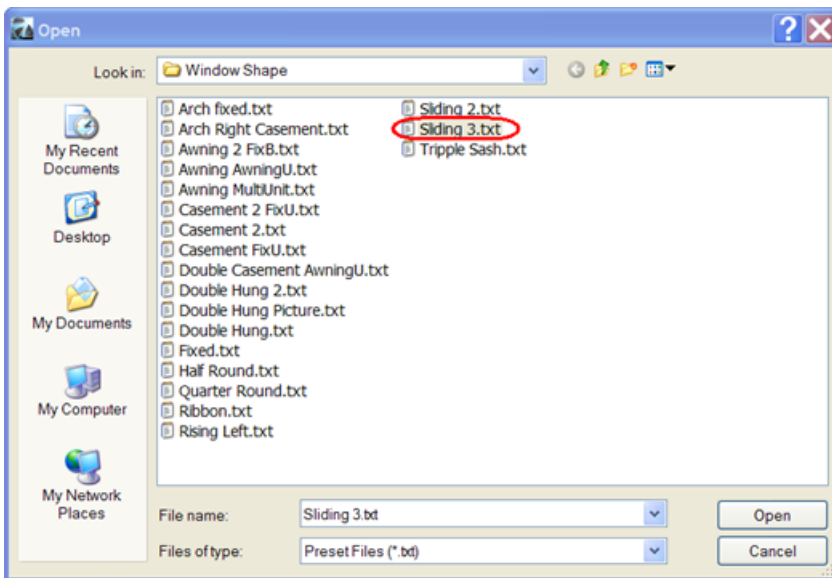 Open
Look in:
Window Shape
My Recent
Documents
Desktop
My Documents
My Computer
My Network
Places
Arch fixed.txt
Arch Right Casement.txt
Awning 2 FixB.txt
Awning AwningU.txt
Awning MultiUnit.txt
Casement 2 FixU.txt
Casement 2.txt
Casement FixU.txt
Double Casement AwningU.txt
Double Hung 2.txt
Double Hung Picture.txt
Double Hung.txt
Fixed.txt
Half Round.txt
Quarter Round.txt
Ribbon.txt
Rising Left.txt
Sliding 2.txt
Sliding 3.txt
Tripple Sash.txt
File name:
Sliding 3.txt
Open
Files of type:
Preset Files (*.txt)
Cancel